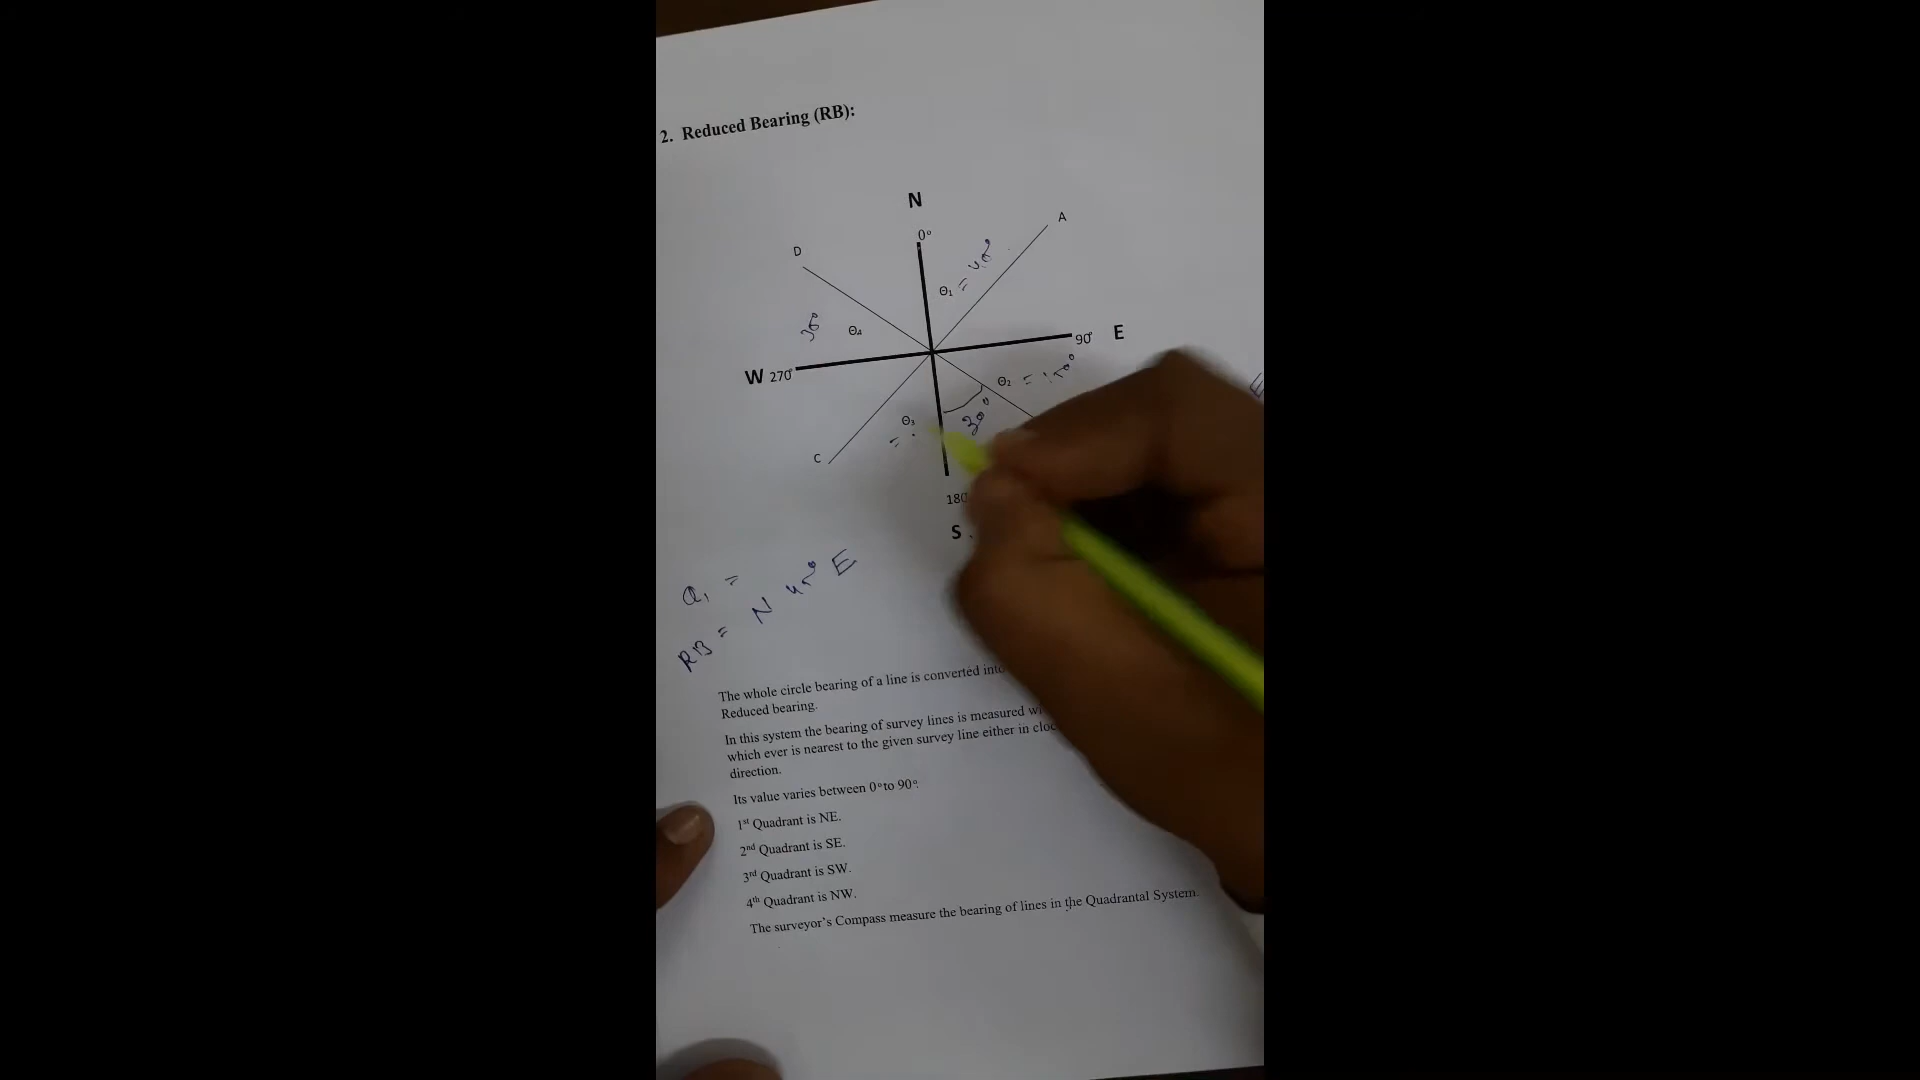 2. Reduced Bearing (RB):
N
0°
A
D
Θ₁ = 45°
Θ₄
90° E
W 270°
Θ₂ = 150°
Θ₃
=
30°
C
180
S
Q₁ =
RB = N 45° E
The whole circle bearing of a line is converted into
Reduced bearing.
In this system the bearing of survey lines is measured
which ever is nearest to the given survey line either in
direction.
Its value varies between 0° to 90°.
1st Quadrant is NE.
2nd Quadrant is SE.
3rd Quadrant is SW.
4th Quadrant is NW.
The surveyor's Compass measure the bearing of lines in the Quadrantal System.